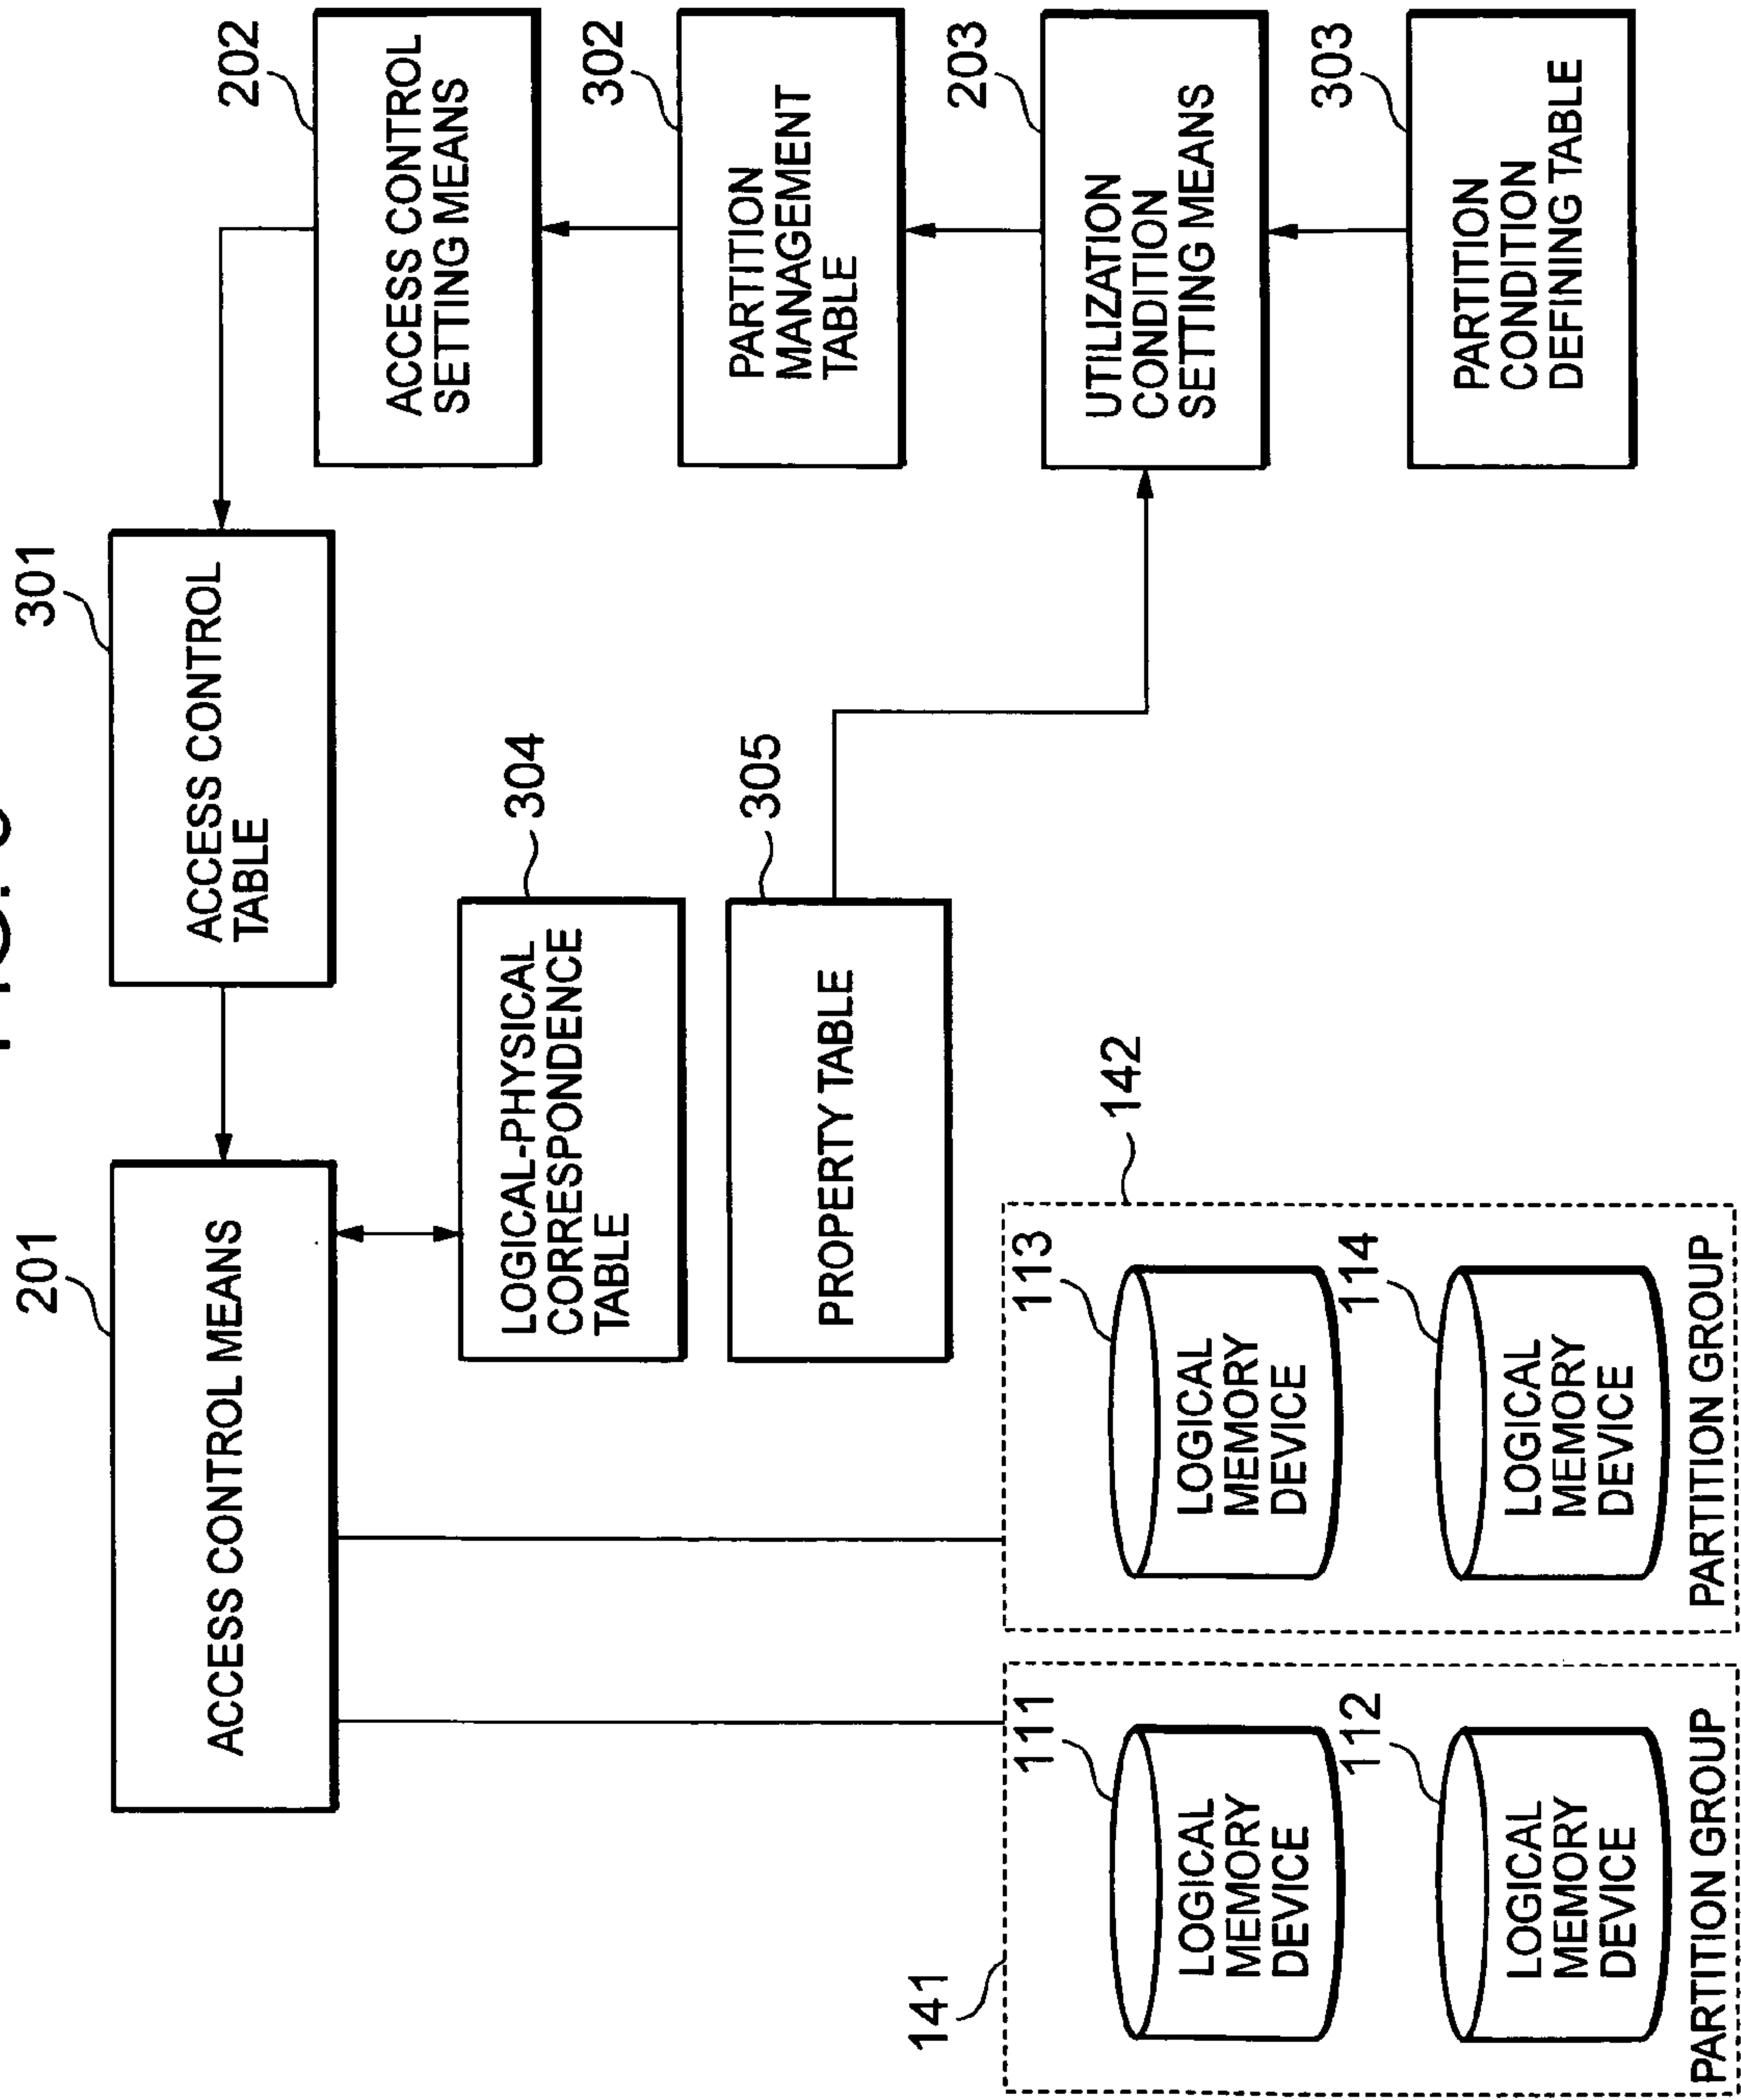 201
ACCESS CONTROL MEANS
301
ACCESS CONTROL
TABLE
202
ACCESS CONTROL
SETTING MEANS
304
LOGICAL-PHYSICAL
CORRESPONDENCE
TABLE
302
PARTITION
MANAGEMENT
TABLE
305
PROPERTY TABLE
203
UTILIZATION
CONDITION
SETTING MEANS
303
PARTITION
CONDITION
DEFINING TABLE
141
111
LOGICAL
MEMORY
DEVICE
112
LOGICAL
MEMORY
DEVICE
PARTITION GROUP
142
113
LOGICAL
MEMORY
DEVICE
114
LOGICAL
MEMORY
DEVICE
PARTITION GROUP